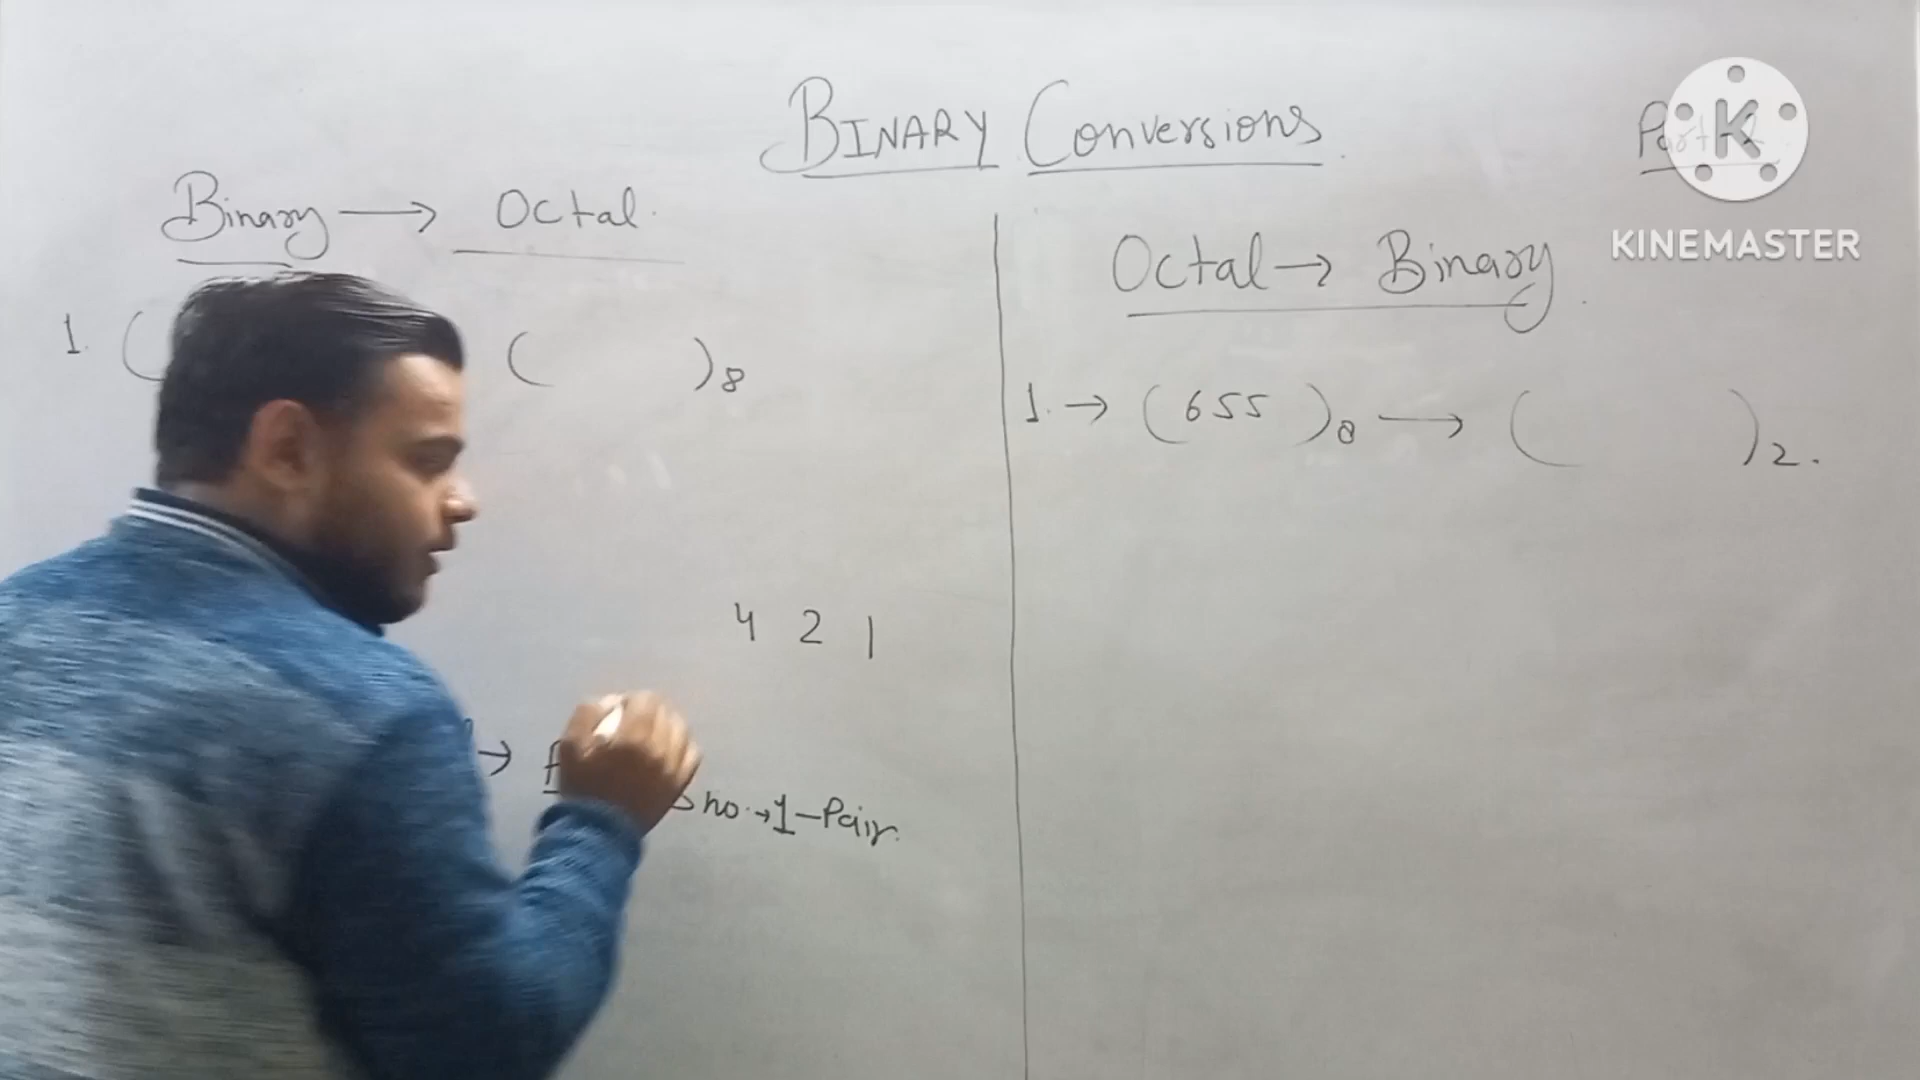 BINARY Conversions
K
KINEMASTER
Binary → Octal
1. ( ( )8
→
3 no. → 1-Pair.
4 2 1
Octal → Binary
1. → (655)8 → ( )2.